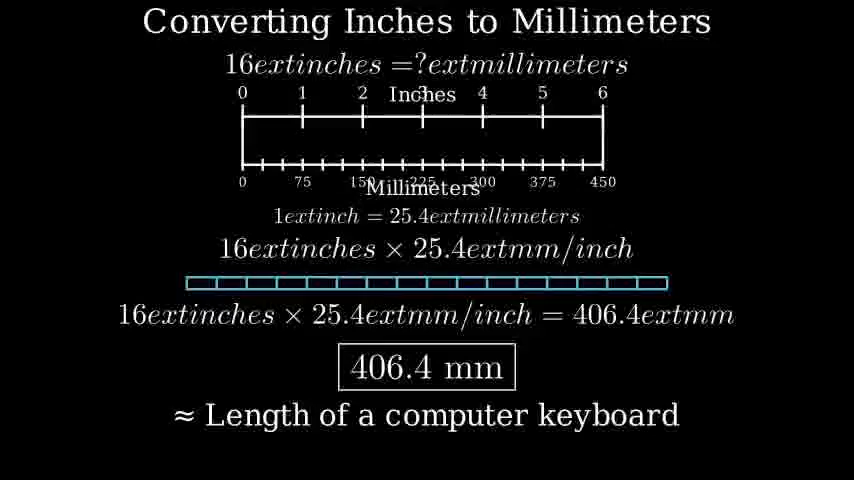 Converting Inches to Millimeters
16extinches =?extmillimeters
0 1 2 3 4 5 6
Inches
0 75 150 225 300 375 450
Millimeters
1extinch = 25.4extmillimeters
16extinches × 25.4extmm/inch
16extinches × 25.4extmm/inch = 406.4extmm
406.4 mm
≈ Length of a computer keyboard